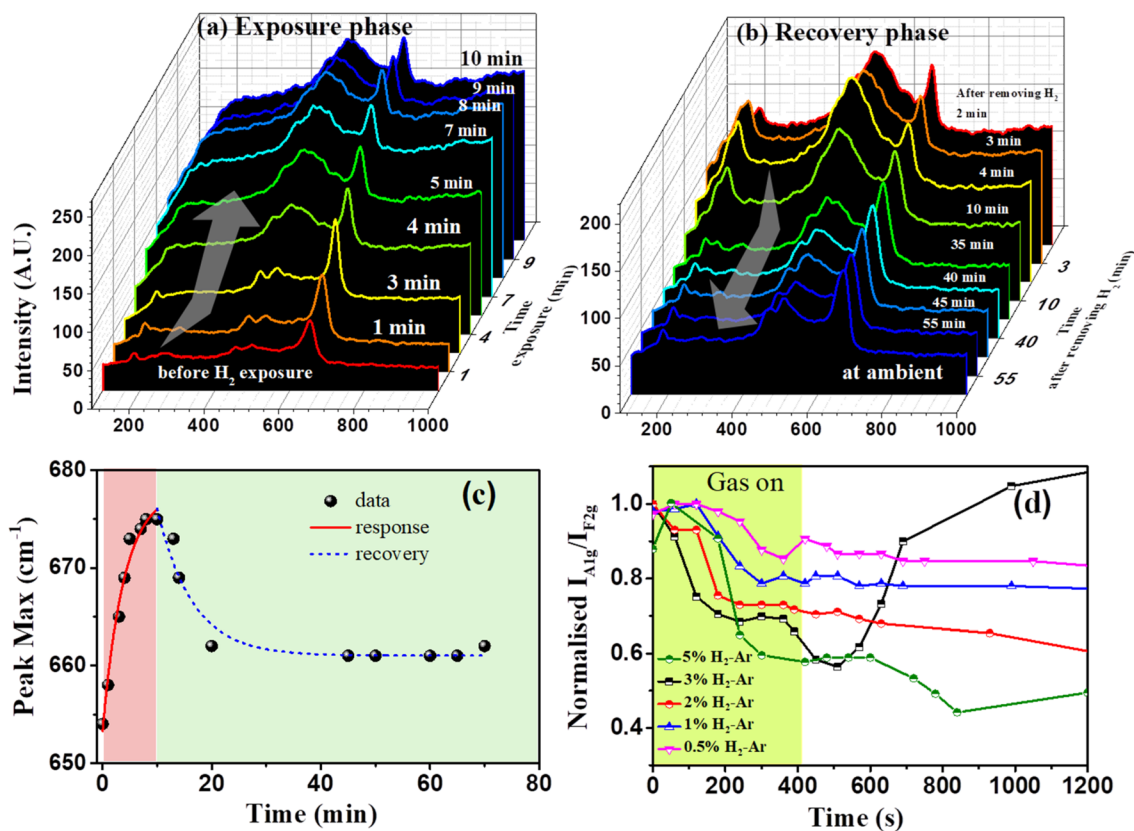 (a) Exposure phase
10 min
9 min
8 min
7 min
5 min
4 min
3 min
1 min
before H2 exposure
Intensity (A.U.)
270
250
200
150
100
50
0
200 400 600 800 1000
1
4
7
9
Time
exposure (min)
(b) Recovery phase
After removing H2
2 min
3 min
4 min
10 min
35 min
40 min
45 min
55 min
at ambient
200
200
150
100
50
0
200 400 600 800 1000
55
40
10
3
Time
after removing H2 (min)
(c)
data
response
recovery
Peak Max (cm-1)
680
670
660
650
0 20 40 60 80
Time (min)
(d)
Gas on
Normalised IA1g/IF2g
1.0
0.8
0.6
0.4
5% H2-Ar
3% H2-Ar
2% H2-Ar
1% H2-Ar
0.5% H2-Ar
0 200 400 600 800 1000 1200
Time (s)